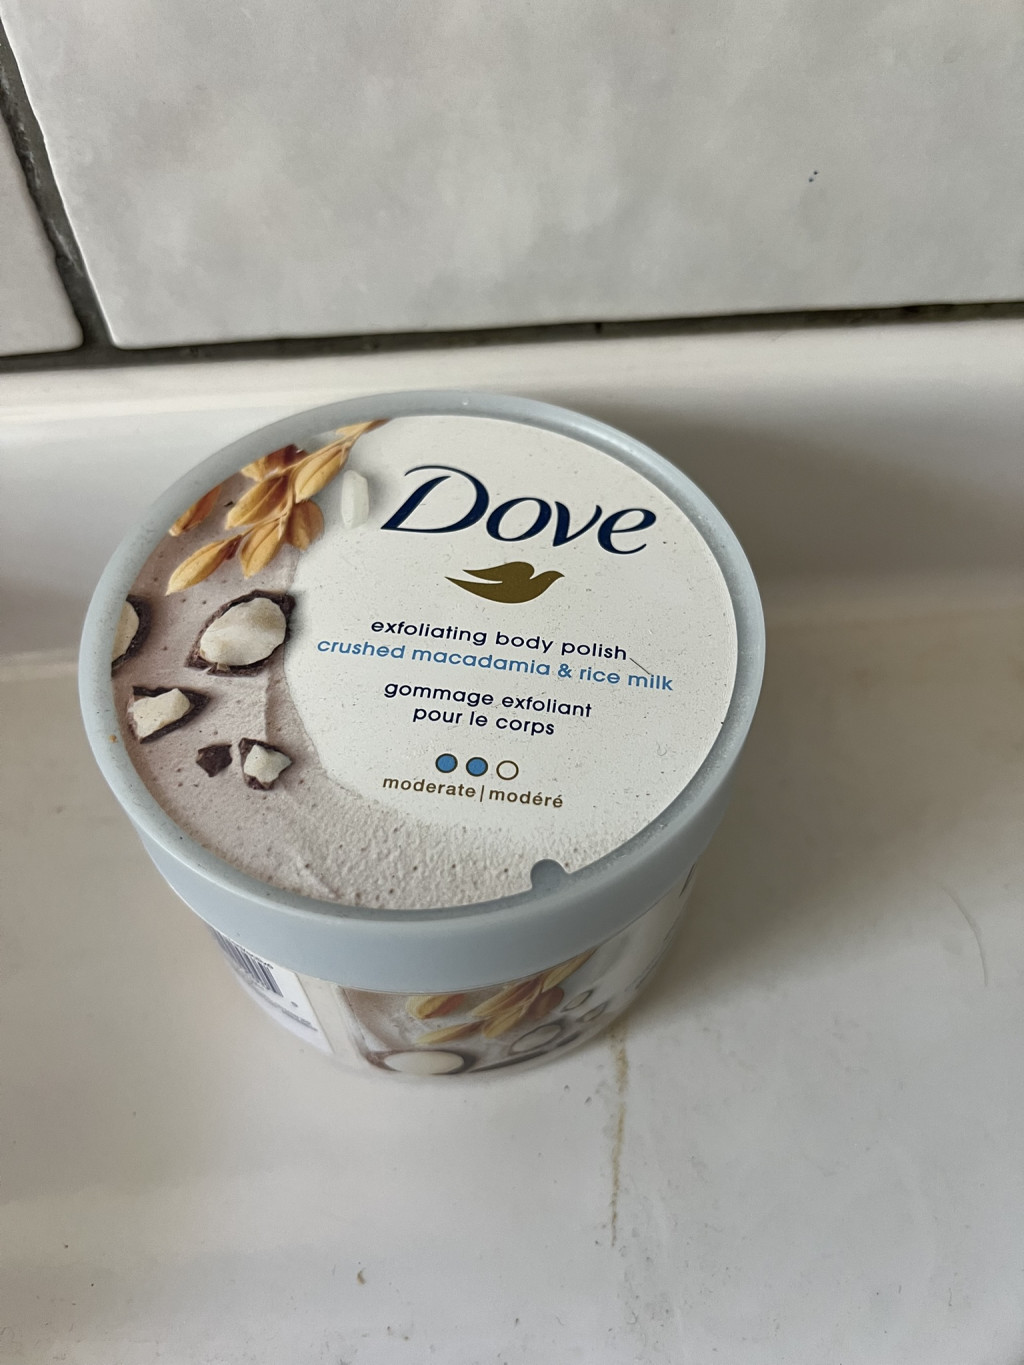 Dove
exfoliating body polish
crushed macadamia & rice milk
gommage exfoliant
pour le corps
moderate | modéré